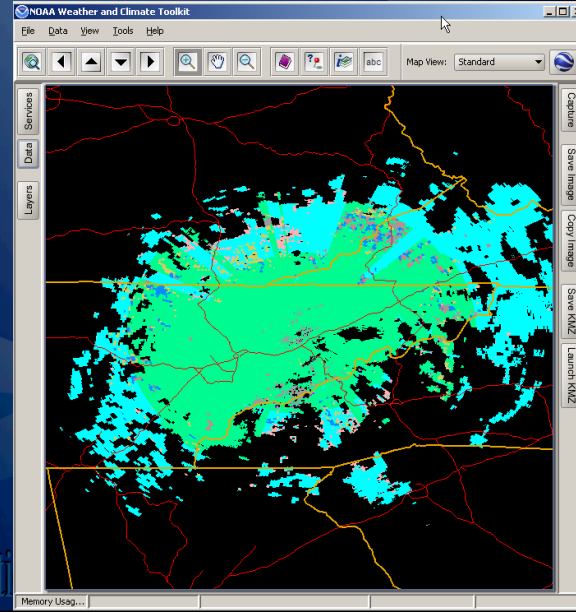 NOAA Weather and Climate Toolkit
File Data View Tools Help
abc
Map View: Standard
Services
Data
Layers
Capture
Save Image
Copy Image
Save KMZ
Launch KMZ
Memory Usag...